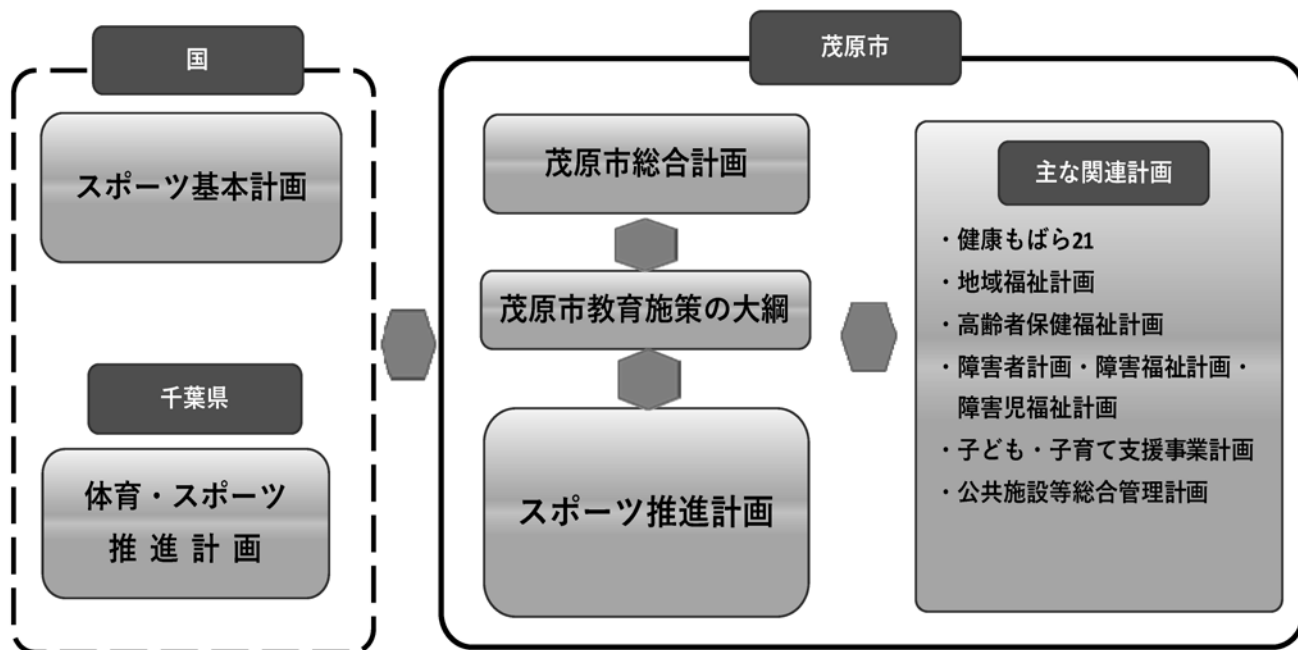 国
スポーツ基本計画
千葉県
体育・スポーツ
推進計画
茂原市
茂原市総合計画
茂原市教育施策の大綱
スポーツ推進計画
主な関連計画
・健康もばら21
・地域福祉計画
・高齢者保健福祉計画
・障害者計画・障害福祉計画・
障害児福祉計画
・子ども・子育て支援事業計画
・公共施設等総合管理計画